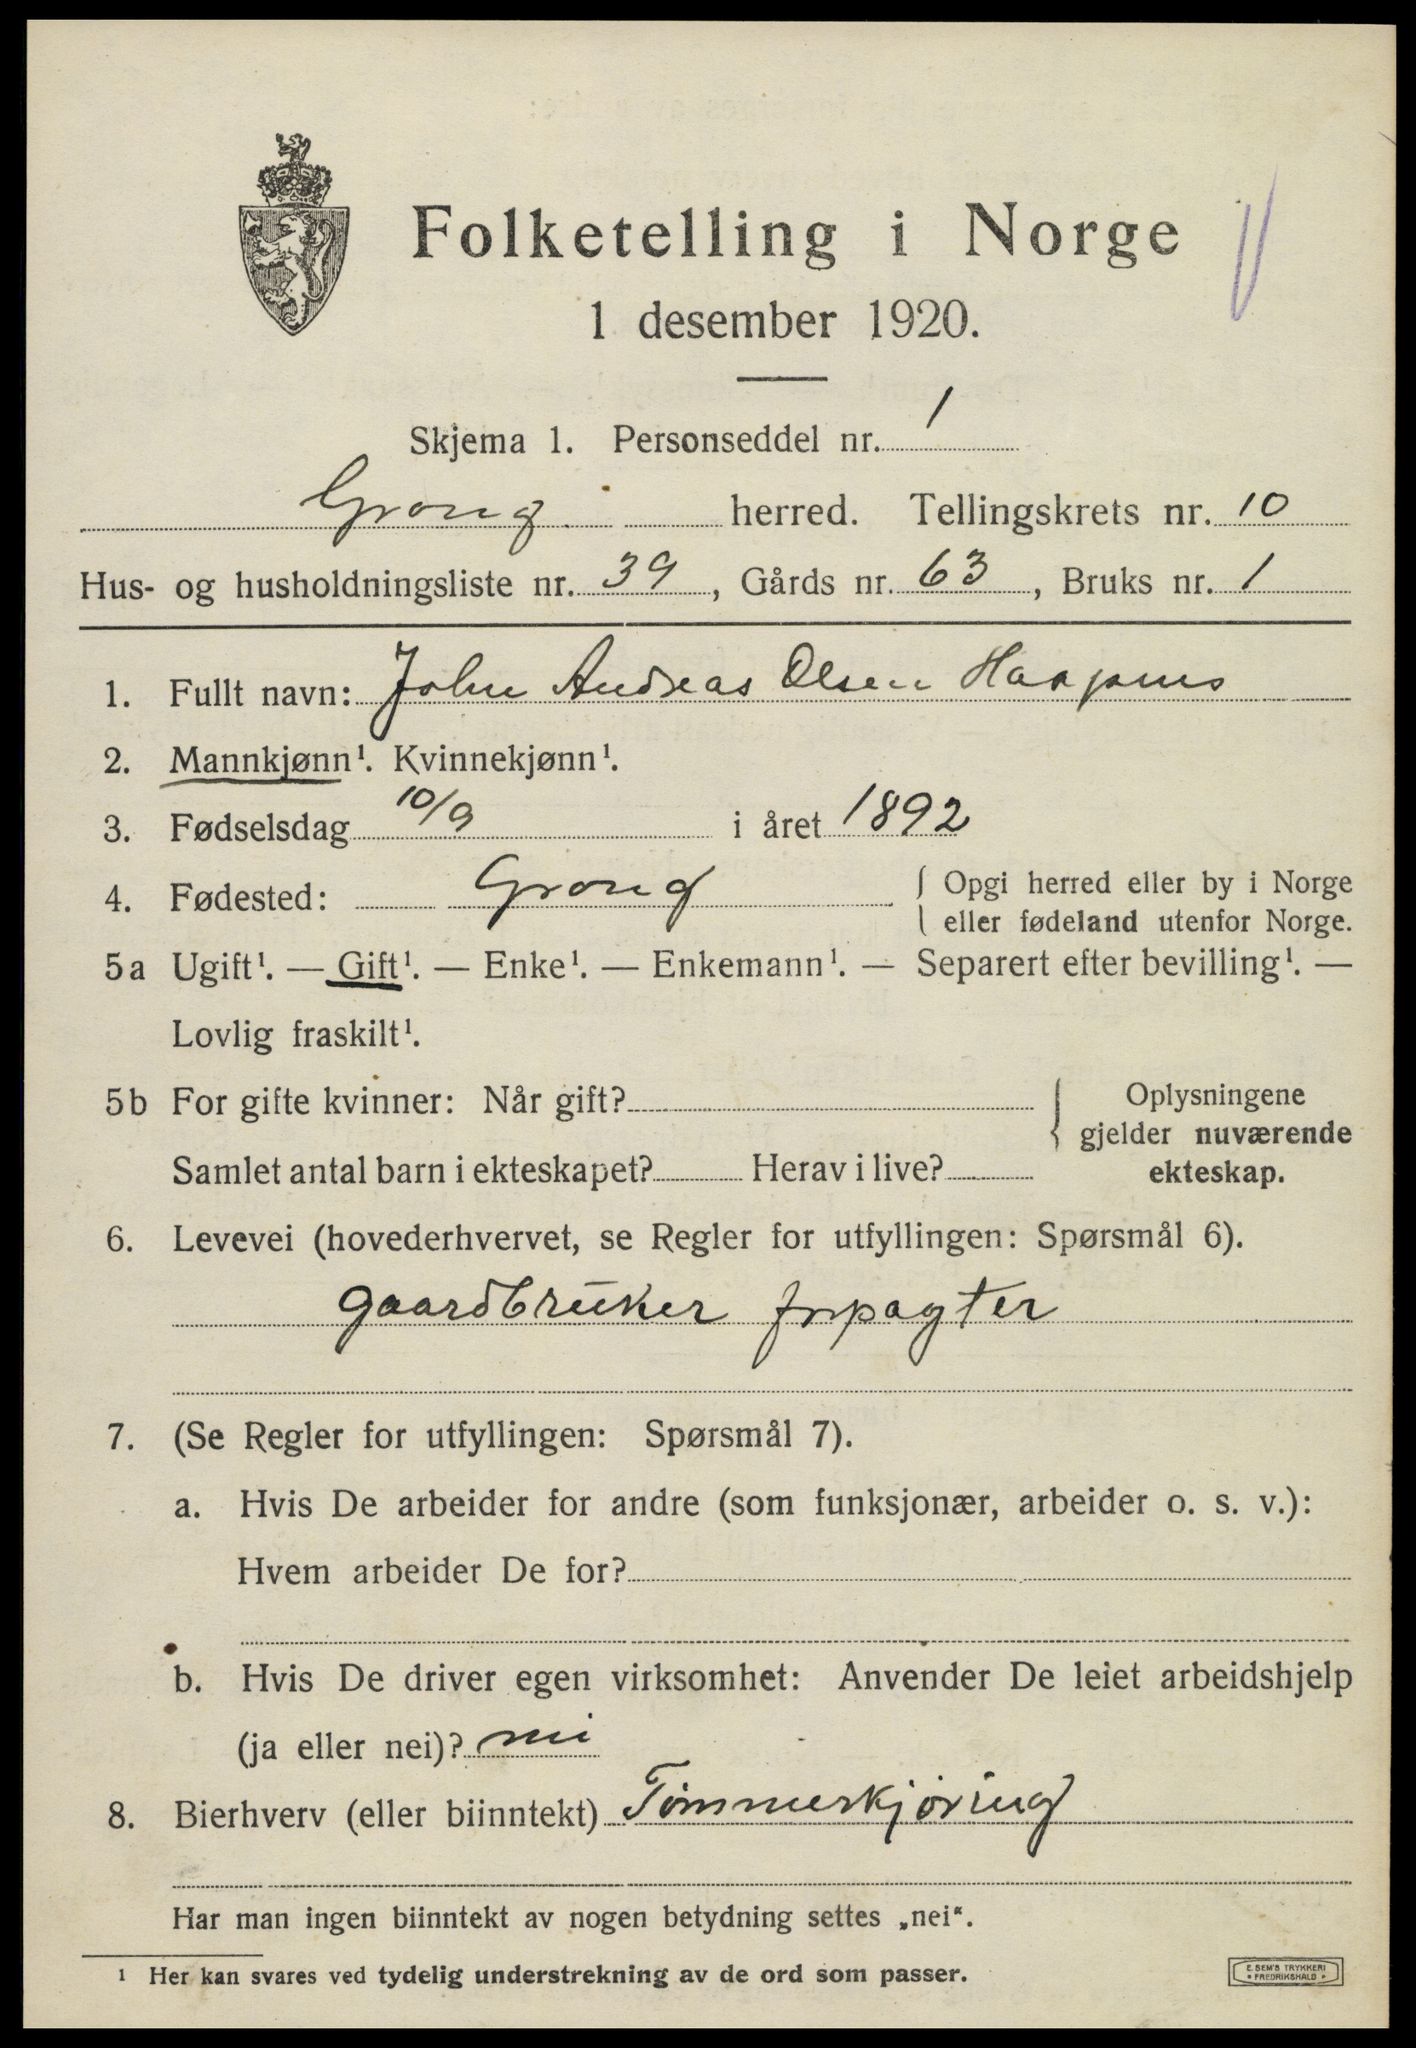 Folketelling i Norge
1 desember 1920.
Skjema 1. Personseddel nr. 1
Grong herred. Tellingskrets nr. 10
Hus- og husholdningsliste nr. 39, Gårds nr. 63, Bruks nr. 1
1. Fullt navn: John Andreas Olsen
2. Mannkjønn¹. Kvinnekjønn¹.
3. Fødselsdag 10/9 i året 1892
4. Fødested: Grong { Opgi herred eller by i Norge
eller fødeland utenfor Norge.
5a Ugift¹. — Gift¹. — Enke¹. — Enkemann¹. — Separert efter bevilling¹. —
Lovlig fraskilt¹.
5b For gifte kvinner: Når gift? { Oplysningene
gjelder nuværende
Samlet antal barn i ekteskapet? Herav i live? ekteskap.
6. Levevei (hovederhvervet, se Regler for utfyllingen: Spørsmål 6).
gaardbruker forpagter
7. (Se Regler for utfyllingen: Spørsmål 7).
a. Hvis De arbeider for andre (som funksjonær, arbeider o. s. v.):
Hvem arbeider De for?
b. Hvis De driver egen virksomhet: Anvender De leiet arbeidshjelp
(ja eller nei)? nei
8. Bierhverv (eller biinntekt) Tømmerkjøring
Har man ingen biinntekt av nogen betydning settes „nei“.
¹ Her kan svares ved tydelig understrekning av de ord som passer.
E. SEM'S TRYKKERI
FREDRIKSHALD